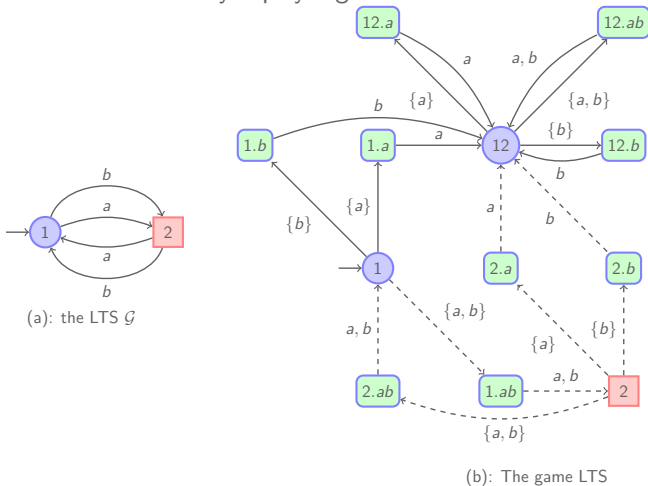 12.a
12.ab
a
a, b
{a}
{a, b}
b
1.b
1.a
a
12
{b}
12.b
b
{b}
{a}
a
b
b
a
1
2
a
b
1
2.a
2.b
(a): the LTS 𝒢
a, b
{a, b}
{a}
{b}
a, b
2.ab
1.ab
2
{a, b}
(b): The game LTS